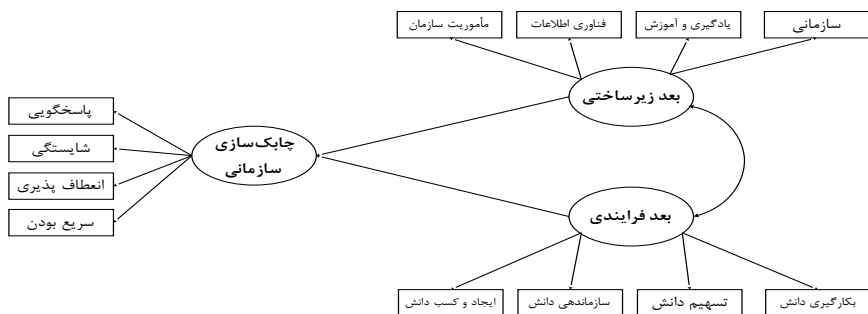 سازمانی
یادگیری و آموزش
فناوری اطلاعات
مأموریت سازمان
بعد زیرساختی
پاسخگویی
شایستگی
انعطاف پذیری
سریع بودن
چابک‌سازی
سازمانی
بعد فرایندی
بکارگیری دانش
تسهیم دانش
سازماندهی دانش
ایجاد و کسب دانش